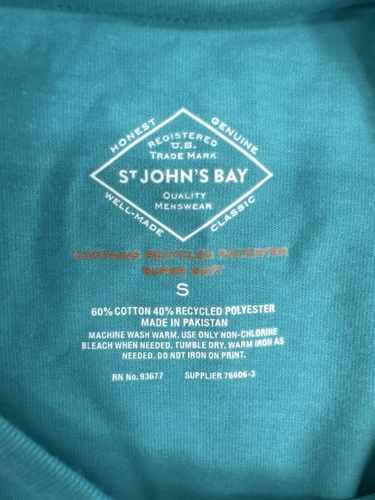 HONEST
GENUINE
REGISTERED
U.S.
TRADE MARK
ST JOHN'S BAY
QUALITY
MENSWEAR
WELL-MADE
CLASSIC
CONTAINS RECYCLED POLYESTER
SUPER SOFT
S
60% COTTON 40% RECYCLED POLYESTER
MADE IN PAKISTAN
MACHINE WASH WARM. USE ONLY NON-CHLORINE
BLEACH WHEN NEEDED. TUMBLE DRY. WARM IRON AS
NEEDED. DO NOT IRON ON PRINT.
RN No. 93677 SUPPLIER 76606-3